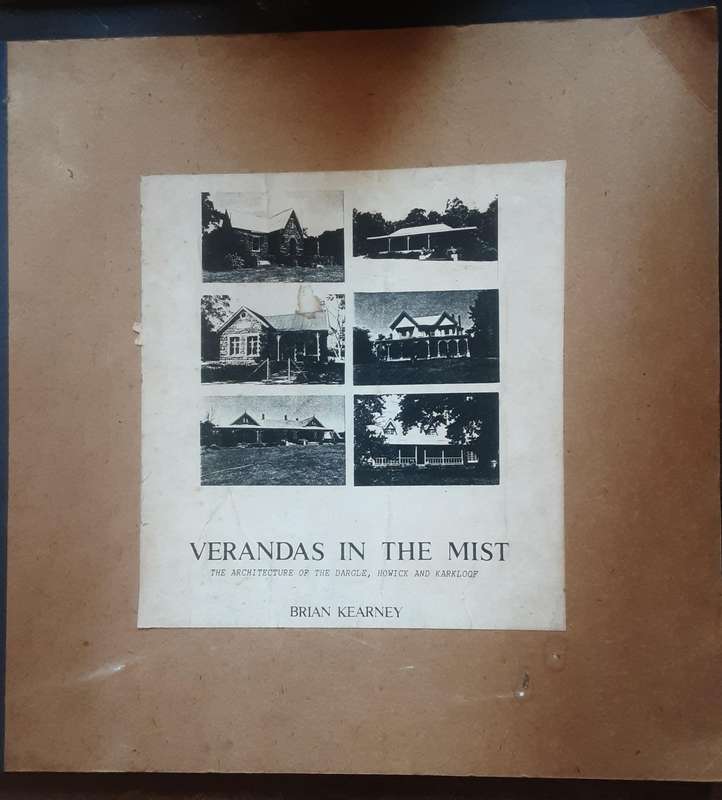 VERANDAS IN THE MIST
THE ARCHITECTURE OF THE DARGLE, HOWICK AND KARKLOOF
BRIAN KEARNEY